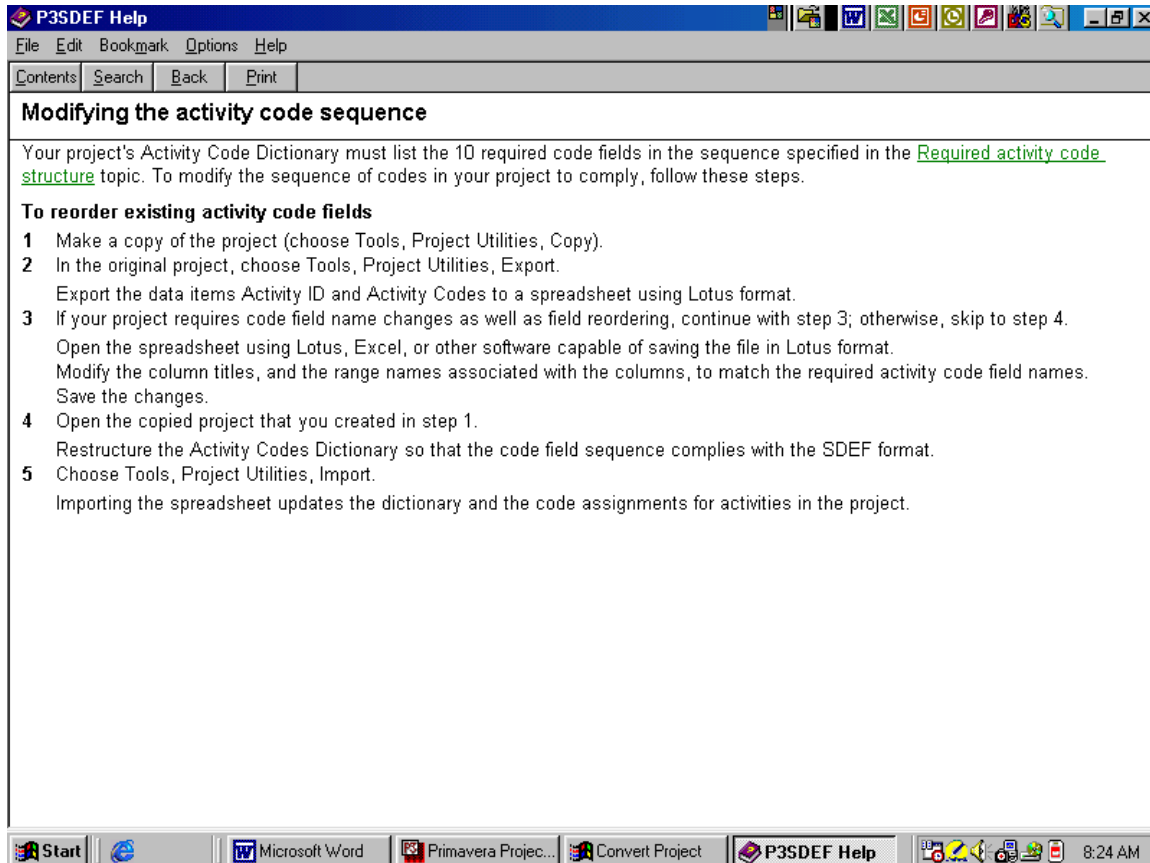 P3SDEF Help
File Edit Bookmark Options Help
Contents Search Back Print
Modifying the activity code sequence
Your project's Activity Code Dictionary must list the 10 required code fields in the sequence specified in the Required activity code
structure topic. To modify the sequence of codes in your project to comply, follow these steps.
To reorder existing activity code fields
1 Make a copy of the project (choose Tools, Project Utilities, Copy).
2 In the original project, choose Tools, Project Utilities, Export.
Export the data items Activity ID and Activity Codes to a spreadsheet using Lotus format.
3 If your project requires code field name changes as well as field reordering, continue with step 3; otherwise, skip to step 4.
Open the spreadsheet using Lotus, Excel, or other software capable of saving the file in Lotus format.
Modify the column titles, and the range names associated with the columns, to match the required activity code field names.
Save the changes.
4 Open the copied project that you created in step 1.
Restructure the Activity Codes Dictionary so that the code field sequence complies with the SDEF format.
5 Choose Tools, Project Utilities, Import.
Importing the spreadsheet updates the dictionary and the code assignments for activities in the project.
Start Microsoft Word Primavera Projec... Convert Project P3SDEF Help 8:24 AM